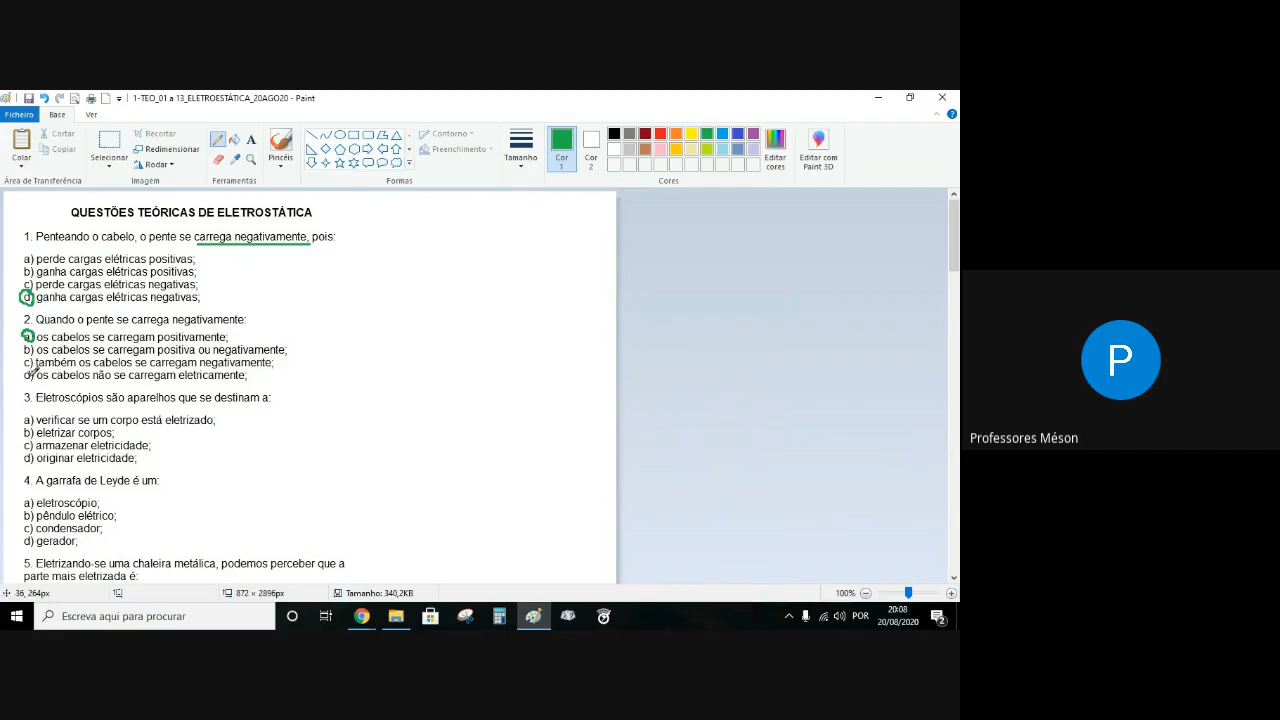 1-TEO_01 a 13_ELETROESTÁTICA_20AGO20 - Paint
Ficheiro Base Ver
Colar
Cortar
Copiar
Área de Transferência
Selecionar
Recortar
Redimensionar
Rodar
Imagem
A
Ferramentas
Pincéis
Contorno
Preenchimento
Formas
Tamanho
Cor 1
Cor 2
Editar cores
Cores
Editar com Paint 3D
QUESTÕES TEÓRICAS DE ELETROSTÁTICA
1. Penteando o cabelo, o pente se carrega negativamente, pois:
a) perde cargas elétricas positivas;
b) ganha cargas elétricas positivas;
c) perde cargas elétricas negativas;
d) ganha cargas elétricas negativas;
2. Quando o pente se carrega negativamente:
a) os cabelos se carregam positivamente;
b) os cabelos se carregam positiva ou negativamente;
c) também os cabelos se carregam negativamente;
d) os cabelos não se carregam eletricamente;
3. Eletroscópios são aparelhos que se destinam a:
a) verificar se um corpo está eletrizado;
b) eletrizar corpos;
c) armazenar eletricidade;
d) originar eletricidade;
4. A garrafa de Leyde é um:
a) eletroscópio;
b) pêndulo elétrico;
c) condensador;
d) gerador;
5. Eletrizando-se uma chaleira metálica, podemos perceber que a
parte mais eletrizada é:
36, 264px 872 × 2896px Tamanho: 340,2KB 100%
Escreva aqui para procurar
POR
20:08
20/08/2020
2
P
Professores Méson